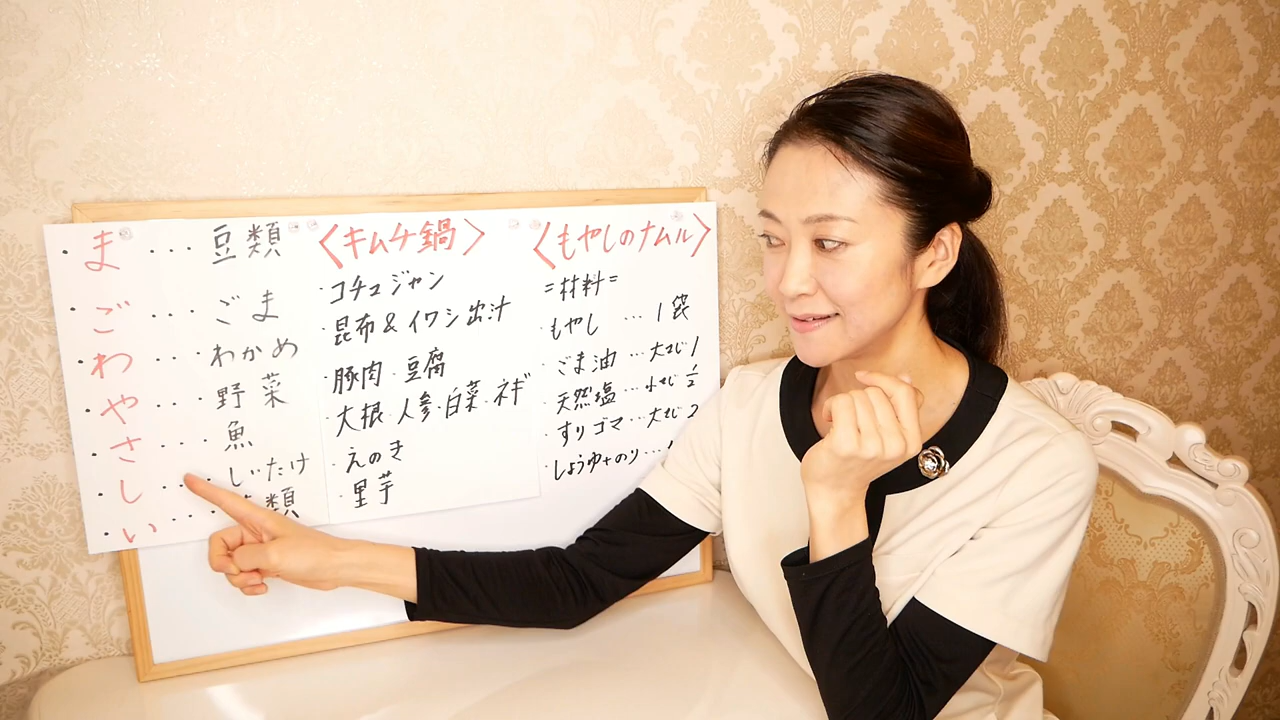 ・ま・・・豆類
・ご・・・ごま
・わ・・・わかめ
・や・・・野菜
・さ・・・魚
・し・・・しいたけ
・い・・・類
〈キムチ鍋〉
・コチュジャン
・昆布&イワシ出汁
・豚肉・豆腐
・大根・人参・白菜・ネギ
・えのき
・里芋
〈もやしのナムル〉
=材料=
・もやし…1袋
・ごま油…大さじ1
・天然塩…小さじ1/2
・すりゴマ…大さじ2
・しょうゆ+のり…